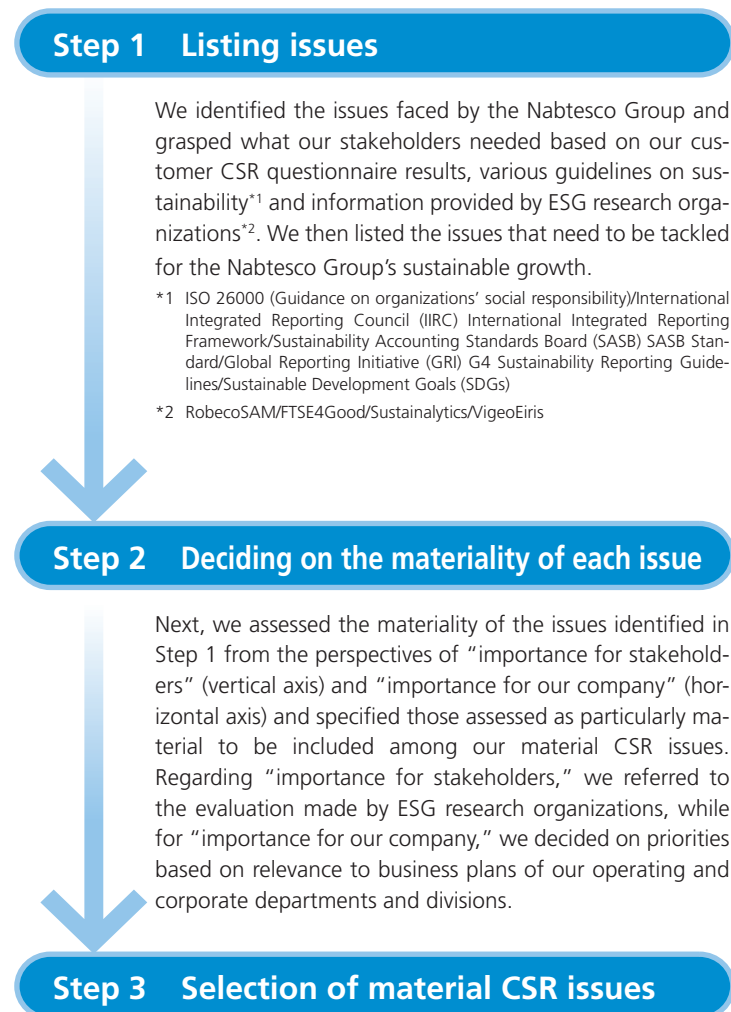 Step 1 Listing issues
We identified the issues faced by the Nabtesco Group and
grasped what our stakeholders needed based on our cus-
tomer CSR questionnaire results, various guidelines on sus-
tainability*1 and information provided by ESG research orga-
nizations*2. We then listed the issues that need to be tackled
for the Nabtesco Group’s sustainable growth.
*1 ISO 26000 (Guidance on organizations’ social responsibility)/International
Integrated Reporting Council (IIRC) International Integrated Reporting
Framework/Sustainability Accounting Standards Board (SASB) SASB Stan-
dard/Global Reporting Initiative (GRI) G4 Sustainability Reporting Guide-
lines/Sustainable Development Goals (SDGs)
*2 RobecoSAM/FTSE4Good/Sustainalytics/VigeoEiris
Step 2 Deciding on the materiality of each issue
Next, we assessed the materiality of the issues identified in
Step 1 from the perspectives of “importance for stakehold-
ers” (vertical axis) and “importance for our company” (hor-
izontal axis) and specified those assessed as particularly ma-
terial to be included among our material CSR issues.
Regarding “importance for stakeholders,” we referred to
the evaluation made by ESG research organizations, while
for “importance for our company,” we decided on priorities
based on relevance to business plans of our operating and
corporate departments and divisions.
Step 3 Selection of material CSR issues